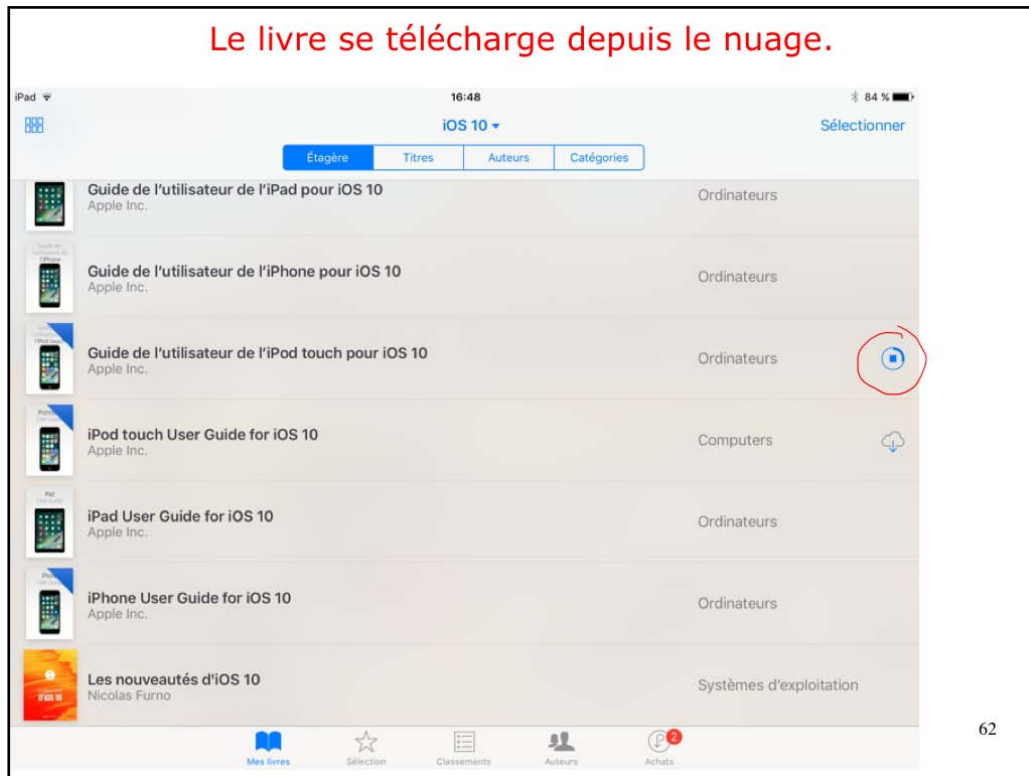 Le livre se télécharge depuis le nuage.
iPad 16:48 84 %
iOS 10 Sélectionner
Étagère Titres Auteurs Catégories
Guide de l'utilisateur de l'iPad pour iOS 10
Apple Inc. Ordinateurs
Guide de l'utilisateur de l'iPhone pour iOS 10
Apple Inc. Ordinateurs
Guide de l'utilisateur de l'iPod touch pour iOS 10
Apple Inc. Ordinateurs
iPod touch User Guide for iOS 10
Apple Inc. Computers
iPad User Guide for iOS 10
Apple Inc. Ordinateurs
iPhone User Guide for iOS 10
Apple Inc. Ordinateurs
Les nouveautés d'iOS 10
Nicolas Furno Systèmes d'exploitation
2
Mes livres Sélection Classements Auteurs Achats
62